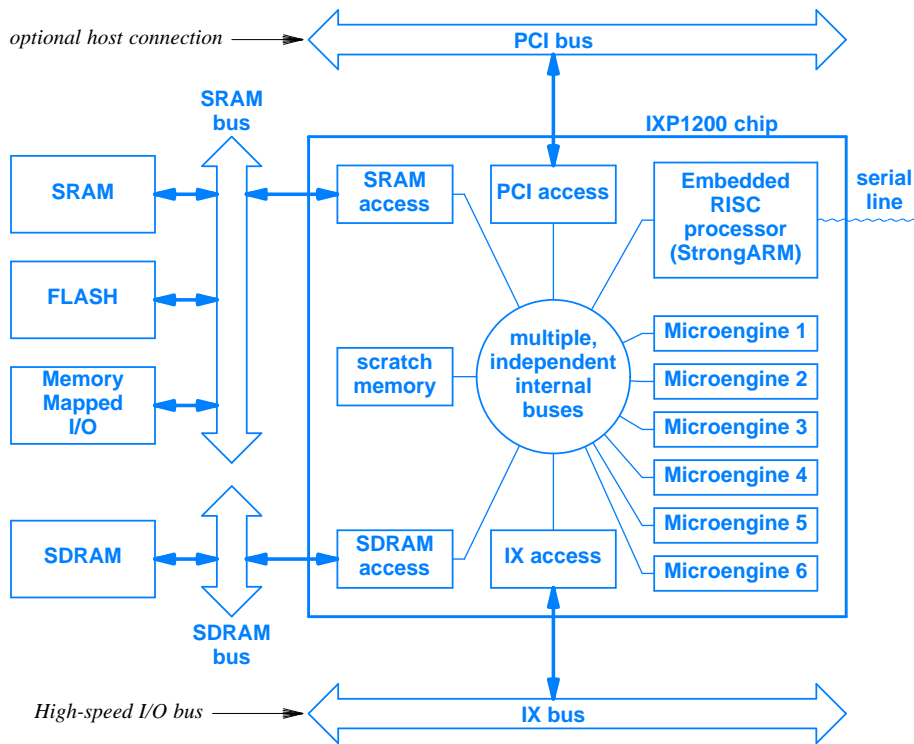 optional host connection
PCI bus
SRAM
bus
IXP1200 chip
SRAM
SRAM
access
PCI access
Embedded
RISC
processor
(StrongARM)
serial
line
FLASH
multiple,
independent
internal
buses
scratch
memory
Memory
Mapped
I/O
Microengine 1
Microengine 2
Microengine 3
Microengine 4
Microengine 5
Microengine 6
SDRAM
SDRAM
access
IX access
SDRAM
bus
High-speed I/O bus
IX bus